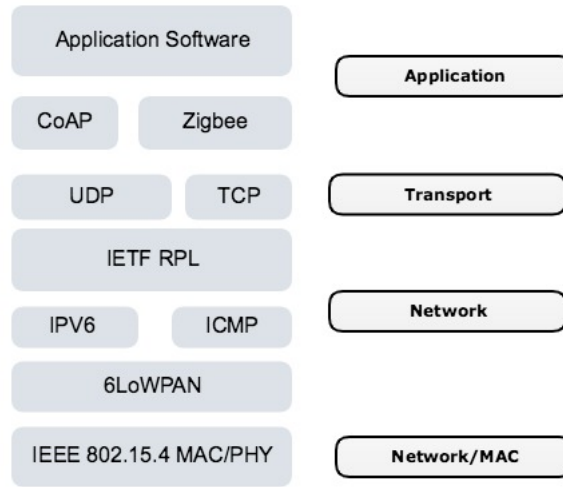 Application Software
Application
CoAP
Zigbee
UDP
TCP
Transport
IETF RPL
IPV6
ICMP
Network
6LoWPAN
IEEE 802.15.4 MAC/PHY
Network/MAC